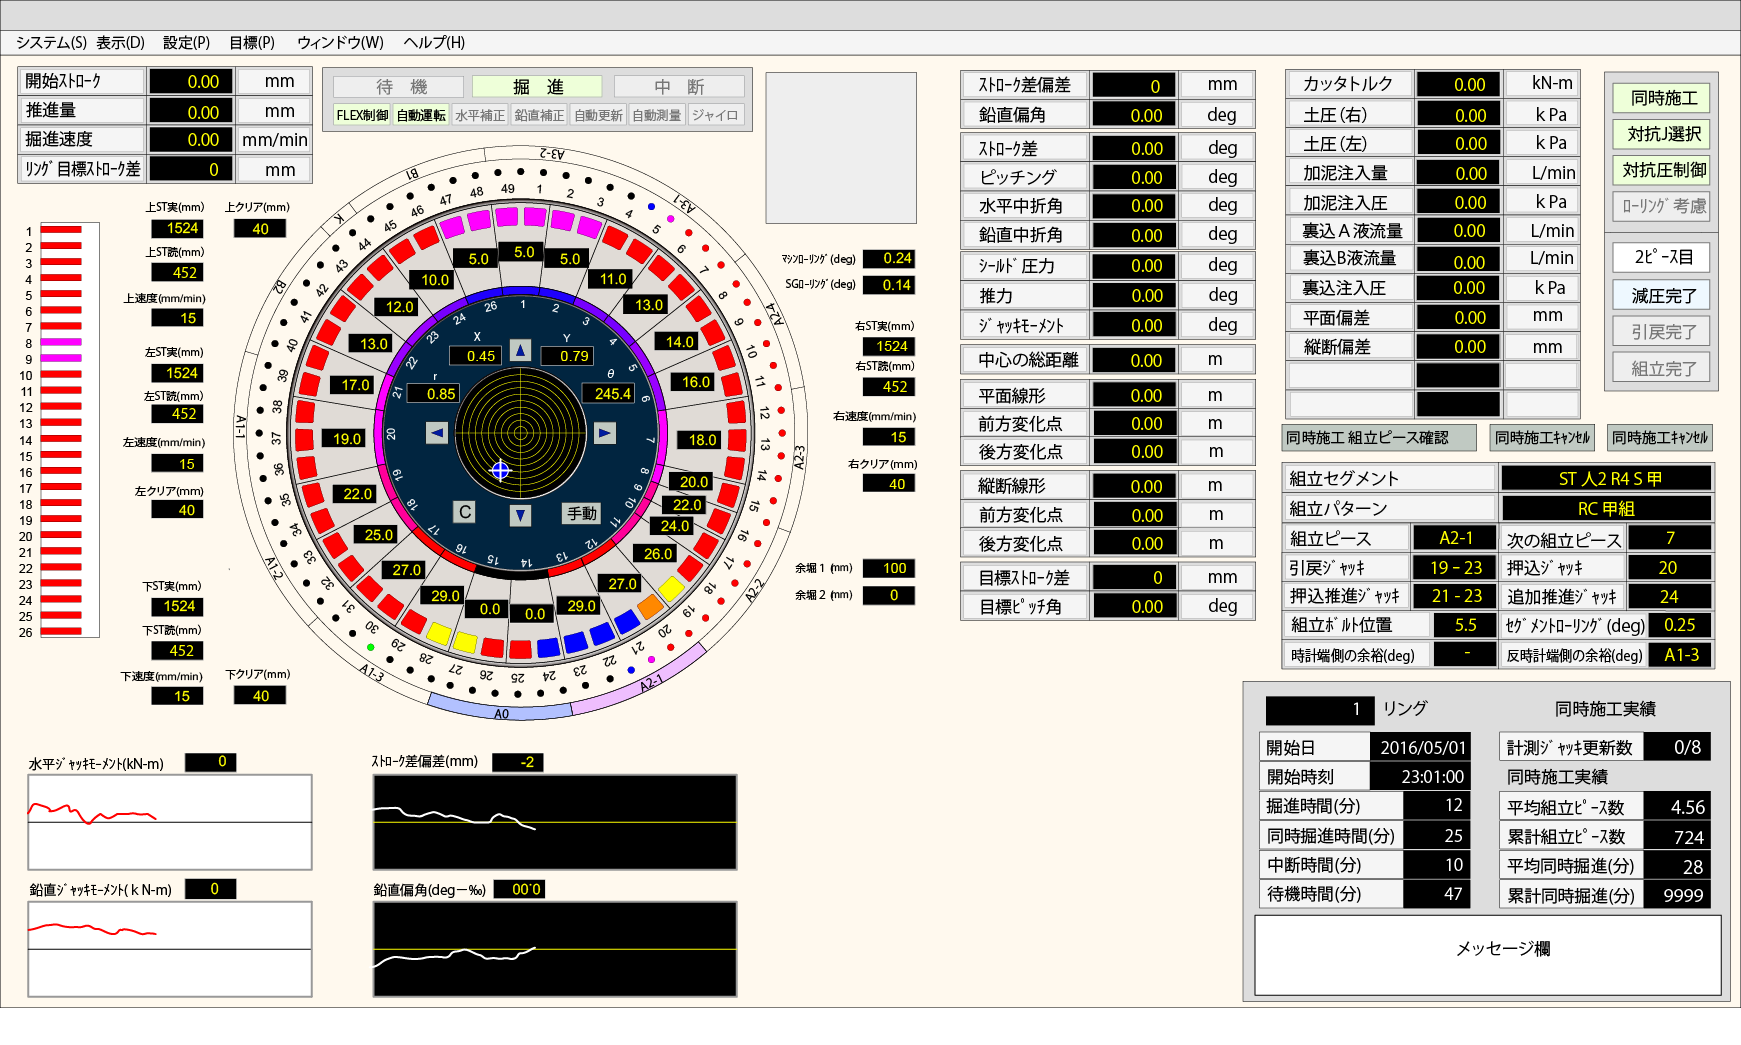 システム(S) 表示(D) 設定(P) 目標(P) ウィンドウ(W) ヘルプ(H)
開始ｽﾄﾛｰｸ 0.00 mm
推進量 0.00 mm
掘進速度 0.00 mm/min
ﾘﾝｸﾞ目標ｽﾄﾛｰｸ差 0 mm
待 機 掘 進 中 断
FLEX制御 自動運転 水平補正 鉛直補正 自動更新 自動測量 ジャイロ
1
2
3
4
5
6
7
8
9
10
11
12
13
14
15
16
17
18
19
20
21
22
23
24
25
26
上ST実(mm)
1524
上クリア(mm)
40
上ST読(mm)
452
上速度(mm/min)
15
左ST実(mm)
1524
左ST読(mm)
452
左速度(mm/min)
15
左クリア(mm)
40
下ST実(mm)
1524
下ST読(mm)
452
下速度(mm/min)
15
下クリア(mm)
40
A3-2
A3-1
A2-4
A2-3
A2-2
A2-1
A0
A1-3
A1-2
A1-1
B2
K
B1
1 2 3 4 5 6 7 8 9 10 11 12 13 14 15 16 17 18 19 20 21 22 23 24 25 26 27 28 29 30 31 32 33 34 35 36 37 38 39 40 41 42 43 44 45 46 47 48 49
5.0 5.0 11.0 13.0 14.0 16.0 18.0 20.0 22.0 24.0 26.0 27.0 29.0 0.0 0.0 29.0 27.0 25.0 22.0 19.0 17.0 13.0 12.0 10.0 5.0
1 2 3 4 5 6 7 8 9 10 11 12 13 14 15 16 17 18 19 20 21 22 23 24 26
X
0.45
Y
0.79
r
0.85
θ
245.4
C
手動
ﾏｼﾝﾛｰﾘﾝｸﾞ(deg) 0.24
SGﾛｰﾘﾝｸﾞ(deg) 0.14
右ST実(mm)
1524
右ST読(mm)
452
右速度(mm/min)
15
右クリア(mm)
40
余堀1 (mm) 100
余堀2 (mm) 0
ｽﾄﾛｰｸ差偏差 0 mm
鉛直偏角 0.00 deg
ｽﾄﾛｰｸ差 0.00 deg
ピッチング 0.00 deg
水平中折角 0.00 deg
鉛直中折角 0.00 deg
ｼｰﾙﾄﾞ圧力 0.00 deg
推力 0.00 deg
ｼﾞｬｯｷﾓｰﾒﾝﾄ 0.00 deg
中心の総距離 0.00 m
平面線形 0.00 m
前方変化点 0.00 m
後方変化点 0.00 m
縦断線形 0.00 m
前方変化点 0.00 m
後方変化点 0.00 m
目標ｽﾄﾛｰｸ差 0 mm
目標ﾋﾟｯﾁ角 0.00 deg
カッタトルク 0.00 kN-m
土圧(右) 0.00 k Pa
土圧(左) 0.00 k Pa
加泥注入量 0.00 L/min
加泥注入圧 0.00 k Pa
裏込Ａ液流量 0.00 L/min
裏込B液流量 0.00 L/min
裏込注入圧 0.00 k Pa
平面偏差 0.00 mm
縦断偏差 0.00 mm
同時施工
対抗J選択
対抗圧制御
ﾛｰﾘﾝｸﾞ考慮
2ﾋﾟｰｽ目
減圧完了
引戻完了
組立完了
同時施工 組立ピース確認 同時施工ｷｬﾝｾﾙ 同時施工ｷｬﾝｾﾙ
組立セグメント ST 人2 R4 S 甲
組立パターン RC 甲組
組立ピース A2-1 次の組立ピース 7
引戻ｼﾞｬｯｷ 19 – 23 押込ｼﾞｬｯｷ 20
押込推進ｼﾞｬｯｷ 21 - 23 追加推進ｼﾞｬｯｷ 24
組立ﾎﾞﾙﾄ位置 5.5 ｾｸﾞﾒﾝﾄﾛｰﾘﾝｸﾞ(deg) 0.25
時計端側の余裕(deg) - 反時計端側の余裕(deg) A1-3
1 リング 同時施工実績
開始日 2016/05/01 計測ｼﾞｬｯｷ更新数 0/8
開始時刻 23:01:00 同時施工実績
掘進時間(分) 12 平均組立ﾋﾟｰｽ数 4.56
同時掘進時間(分) 25 累計組立ﾋﾟｰｽ数 724
中断時間(分) 10 平均同時掘進(分) 28
待機時間(分) 47 累計同時掘進(分) 9999
メッセージ欄
水平ｼﾞｬｯｷﾓｰﾒﾝﾄ(kN-m) 0
ｽﾄﾛｰｸ差偏差(mm) -2
鉛直ｼﾞｬｯｷﾓｰﾒﾝﾄ(k N-m) 0
鉛直偏角(deg－‰) 00'0